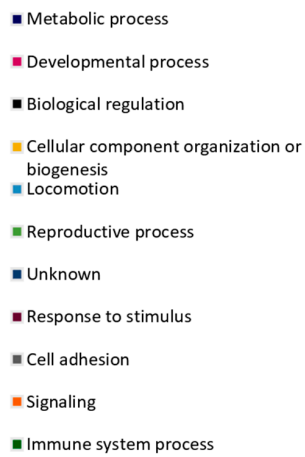 Metabolic process
Developmental process
Biological regulation
Cellular component organization or
biogenesis
Locomotion
Reproductive process
Unknown
Response to stimulus
Cell adhesion
Signaling
Immune system process